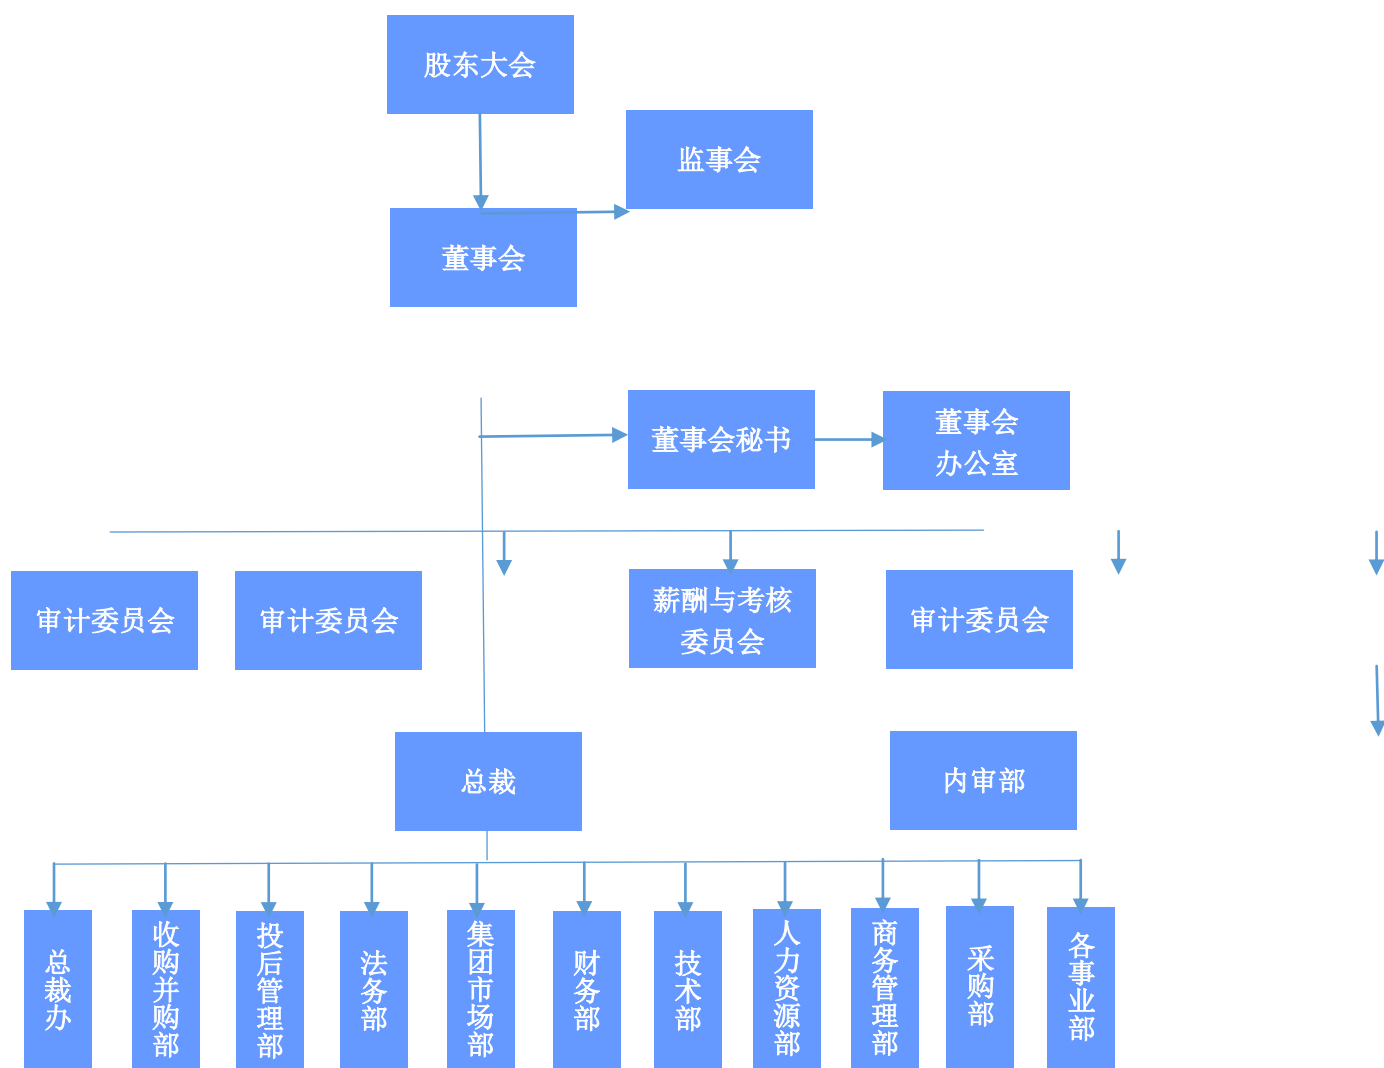 股东大会
监事会
董事会
董事会秘书
董事会
办公室
审计委员会
审计委员会
薪酬与考核
委员会
审计委员会
总裁
内审部
总裁办
收购并购部
投后管理部
法务部
集团市场部
财务部
技术部
人力资源部
商务管理部
采购部
各事业部